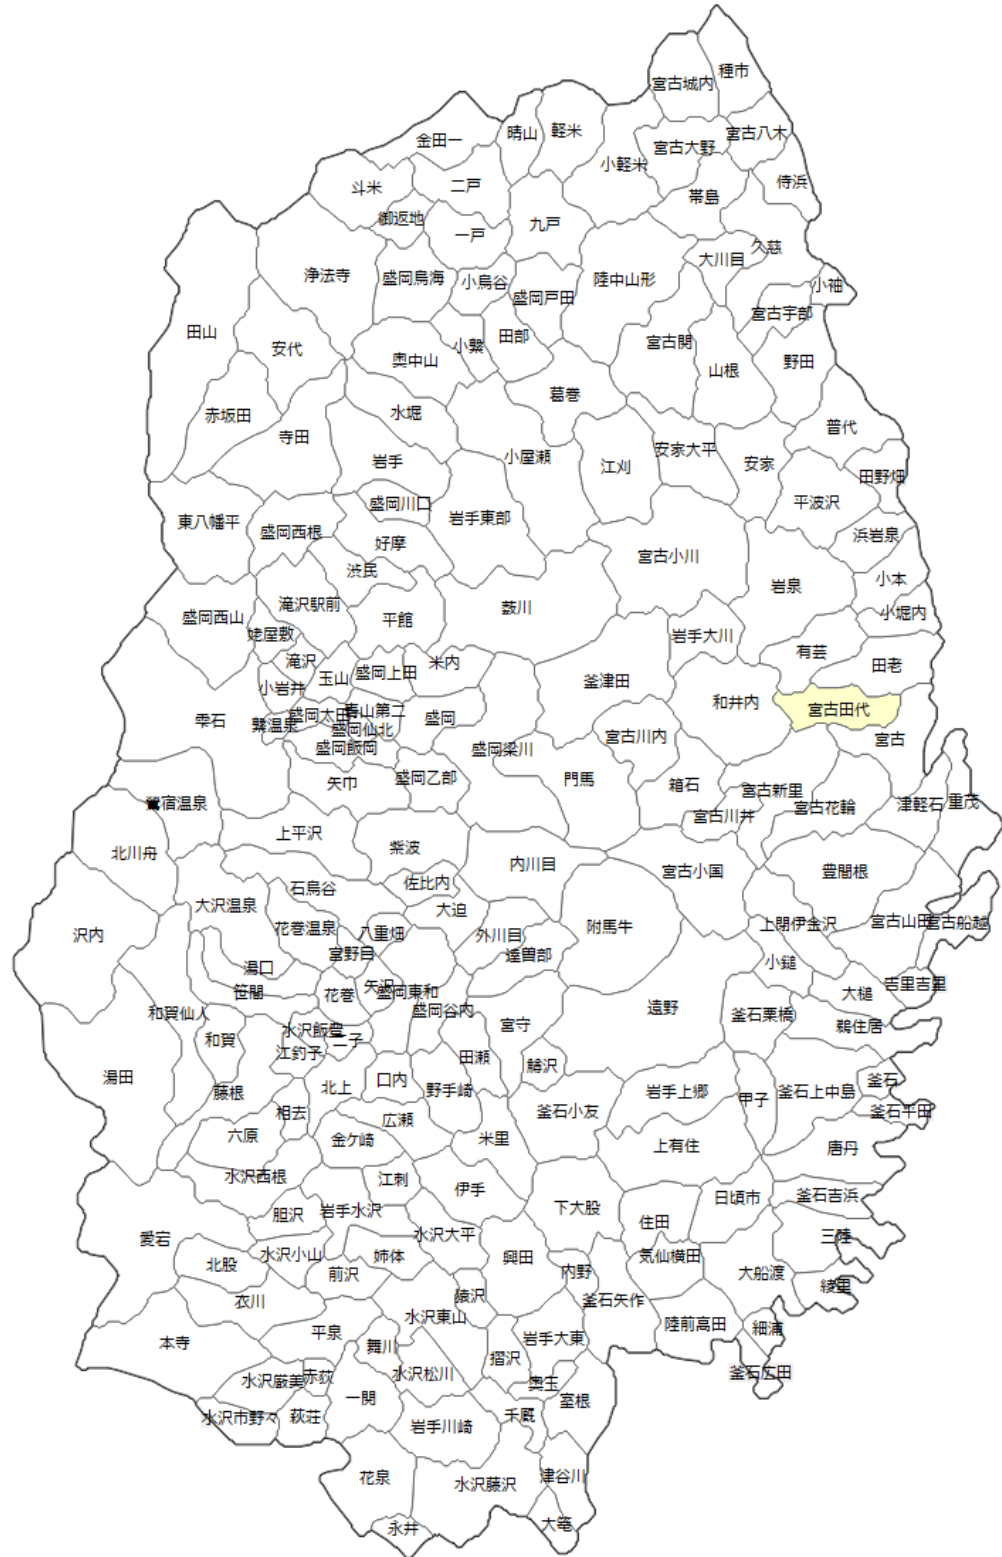 種市
宮古城内
晴山
軽米
宮古八木
金田一
宮古大野
小軽米
侍浜
斗米
二戸
帯島
御返地
九戸
一戸
久慈
大川目
浄法寺
盛岡鳥海
小鳥谷
陸中山形
小袖
盛岡戸田
宮古宇部
田山
田部
安代
小繋
宮古関
奥中山
野田
山根
葛巻
赤坂田
水堀
寺田
普代
安家大平
小屋瀬
岩手
江刈
安家
田野畑
盛岡川口
平波沢
岩手東部
東八幡平
盛岡西根
浜岩泉
好摩
宮古小川
渋民
小本
岩泉
滝沢駅前
薮川
小堀内
盛岡西山
平舘
姥屋敷
岩手大川
有芸
滝沢
米内
田老
盛岡上田
玉山
釜津田
小岩井
和井内
宮古田代
青山第二
盛岡太田
盛岡
雫石
繋温泉
盛岡仙北
宮古川内
宮古
盛岡飯岡
盛岡梁川
盛岡乙部
門馬
矢巾
箱石
宮古新里
重茂
鶯宿温泉
津軽石
宮古花輪
宮古川井
上平沢
紫波
北川舟
内川目
宮古小国
豊間根
佐比内
石鳥谷
大沢温泉
大迫
宮古山田
宮古船越
上閉伊金沢
附馬牛
花巻温泉
八重畑
沢内
外川目
宮野目
達曽部
小鎚
湯口
吉里吉里
矢沢
盛岡東和
笹間
花巻
大槌
遠野
盛岡谷内
和賀仙人
釜石栗橋
宮守
鵜住居
水沢飯豊
二子
和賀
江釣子
田瀬
鱒沢
湯田
口内
釜石
北上
野手崎
岩手上郷
釜石上中島
藤根
甲子
相去
釜石平田
釜石小友
広瀬
六原
金ケ崎
米里
上有住
唐丹
水沢西根
江刺
伊手
釜石吉浜
日頃市
下大股
岩手水沢
胆沢
住田
水沢大平
愛宕
三陸
水沢小山
姉体
興田
気仙横田
北股
前沢
内野
大船渡
綾里
猿沢
衣川
釜石矢作
水沢東山
陸前高田
細浦
平泉
岩手大東
本寺
舞川
摺沢
水沢松川
釜石広田
赤荻
水沢厳美
奥玉
一関
室根
千厩
水沢市野々
萩荘
岩手川崎
津谷川
花泉
水沢藤沢
大篭
永井